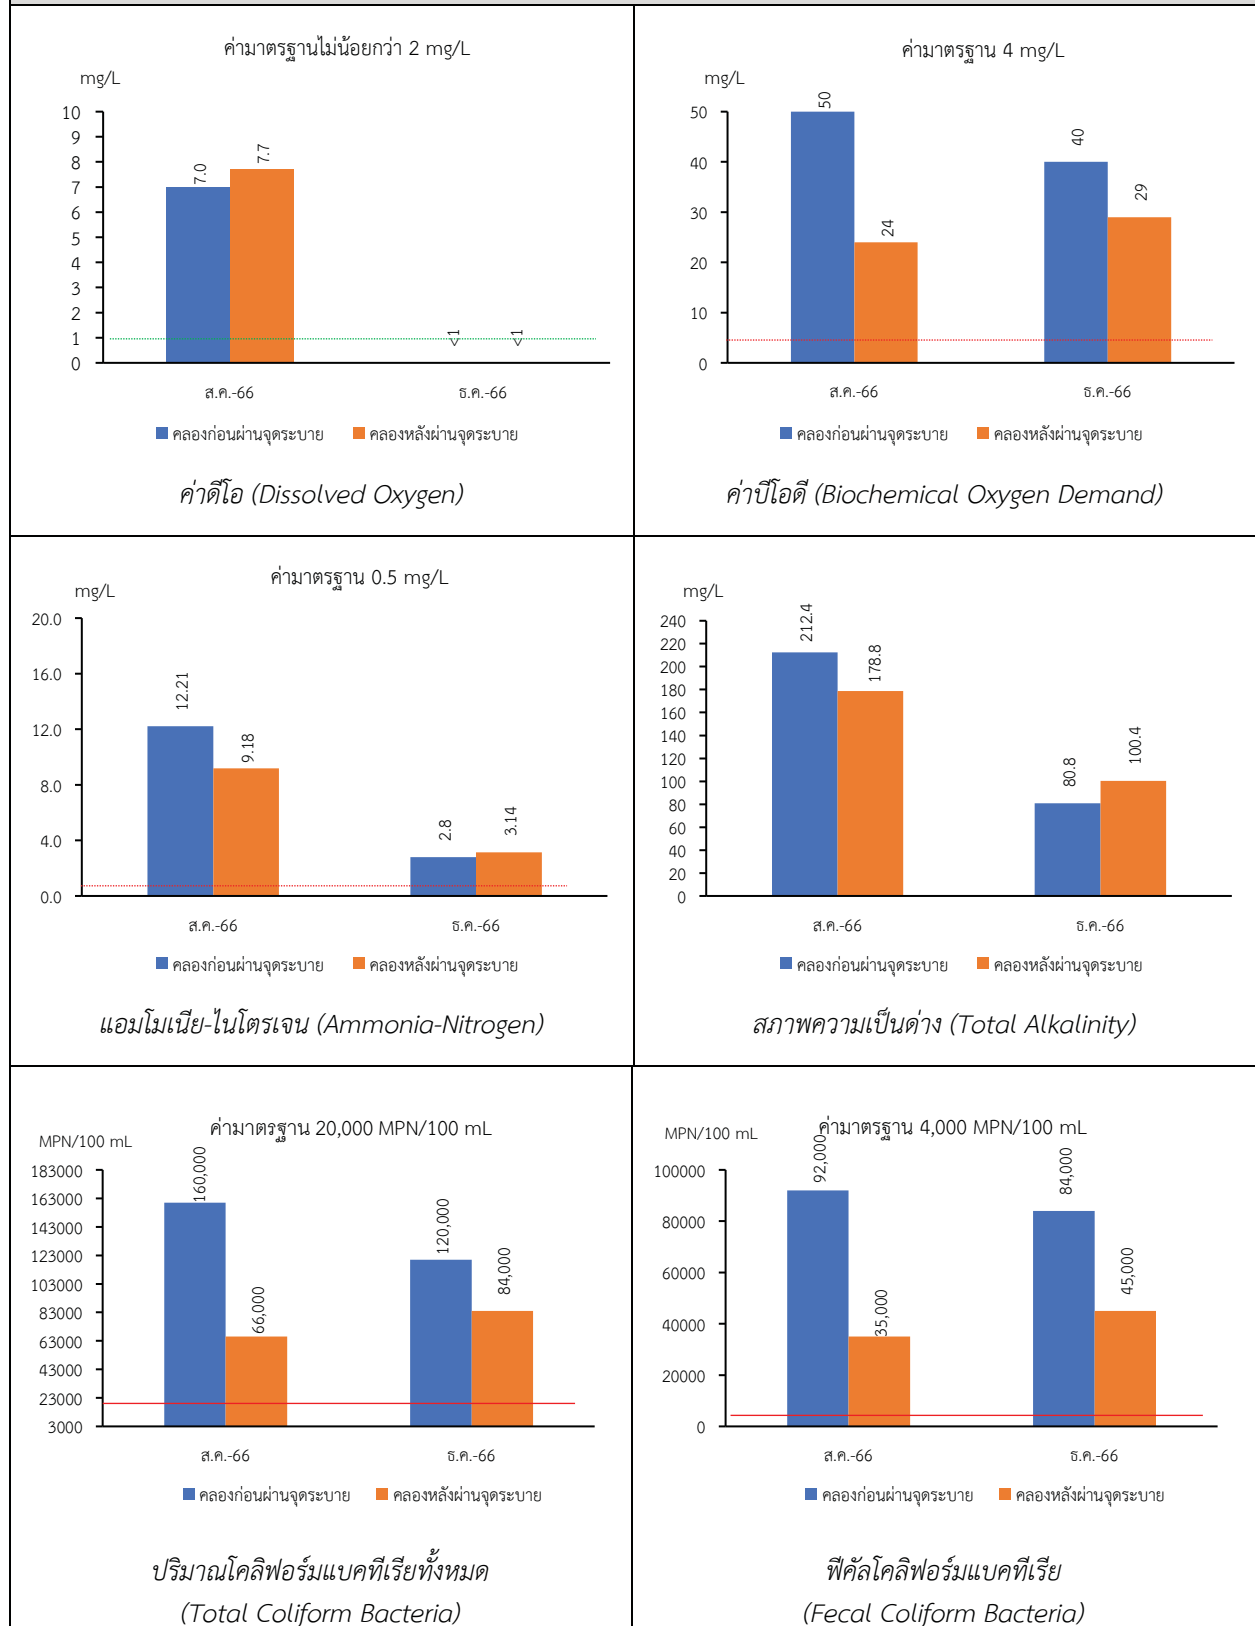 ค่ามาตรฐานไม่น้อยกว่า 2 mg/L
mg/L
10
9
8
7
6
5
4
3
2
1
0
7.0
7.7
<1
<1
ส.ค.-66
ธ.ค.-66
คลองก่อนผ่านจุดระบาย
คลองหลังผ่านจุดระบาย
ค่าดีโอ (Dissolved Oxygen)
ค่ามาตรฐาน 4 mg/L
mg/L
50
40
30
20
10
0
50
24
40
29
ส.ค.-66
ธ.ค.-66
คลองก่อนผ่านจุดระบาย
คลองหลังผ่านจุดระบาย
ค่าบีโอดี (Biochemical Oxygen Demand)
ค่ามาตรฐาน 0.5 mg/L
mg/L
20.0
16.0
12.0
8.0
4.0
0.0
12.21
9.18
2.8
3.14
ส.ค.-66
ธ.ค.-66
คลองก่อนผ่านจุดระบาย
คลองหลังผ่านจุดระบาย
แอมโมเนีย-ไนโตรเจน (Ammonia-Nitrogen)
mg/L
240
220
200
180
160
140
120
100
80
60
40
20
0
212.4
178.8
80.8
100.4
ส.ค.-66
ธ.ค.-66
คลองก่อนผ่านจุดระบาย
คลองหลังผ่านจุดระบาย
สภาพความเป็นด่าง (Total Alkalinity)
ค่ามาตรฐาน 20,000 MPN/100 mL
MPN/100 mL
183000
163000
143000
123000
103000
83000
63000
43000
23000
3000
160,000
66,000
120,000
84,000
ส.ค.-66
ธ.ค.-66
คลองก่อนผ่านจุดระบาย
คลองหลังผ่านจุดระบาย
ปริมาณโคลิฟอร์มแบคทีเรียทั้งหมด
(Total Coliform Bacteria)
ค่ามาตรฐาน 4,000 MPN/100 mL
MPN/100 mL
100000
80000
60000
40000
20000
0
92,000
35,000
84,000
45,000
ส.ค.-66
ธ.ค.-66
คลองก่อนผ่านจุดระบาย
คลองหลังผ่านจุดระบาย
ฟีคัลโคลิฟอร์มแบคทีเรีย
(Fecal Coliform Bacteria)